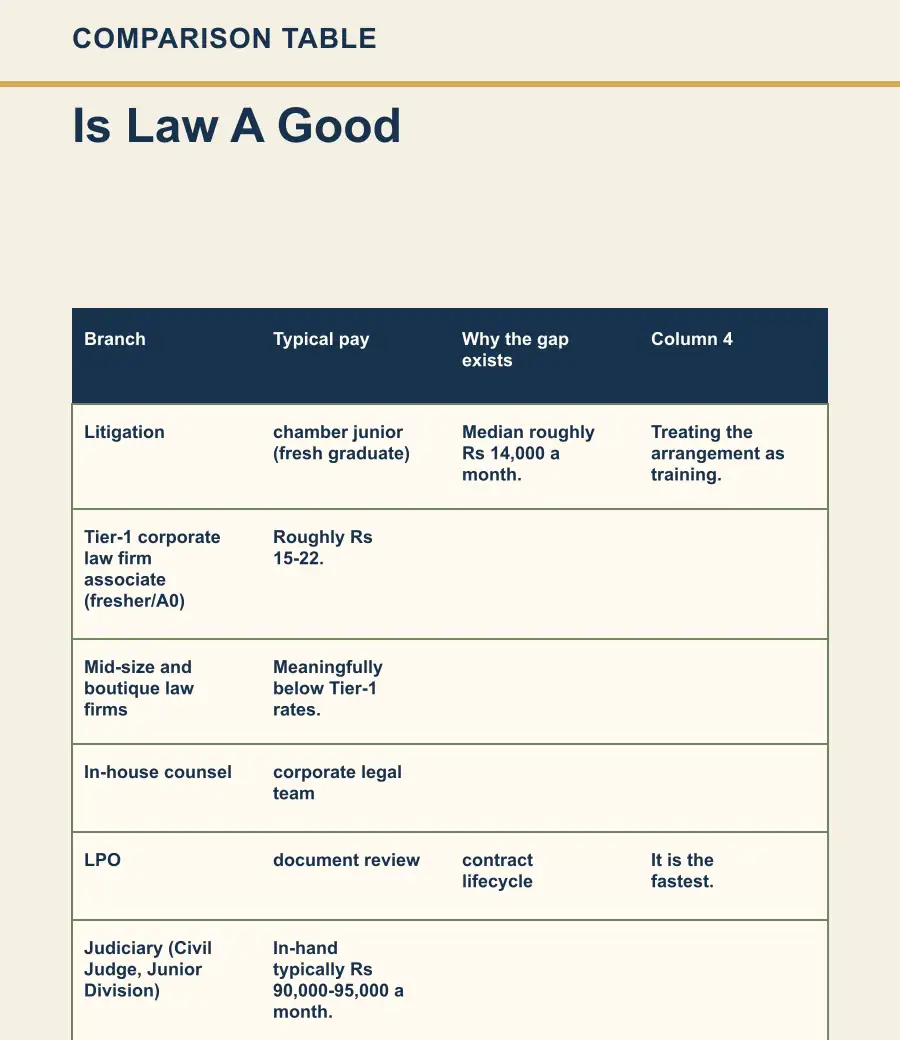 COMPARISON TABLE
Is Law A Good
Branch
Typical pay
Why the gap
exists
Column 4
Litigation
chamber junior
(fresh graduate)
Median roughly
Rs 14,000 a
month.
Treating the
arrangement as
training.
Tier-1 corporate
law firm
associate
(fresher/A0)
Roughly Rs
15-22.
Mid-size and
boutique law
firms
Meaningfully
below Tier-1
rates.
In-house counsel
corporate legal
team
LPO
document review
contract
lifecycle
It is the
fastest.
Judiciary (Civil
Judge, Junior
Division)
In-hand
typically Rs
90,000-95,000 a
month.